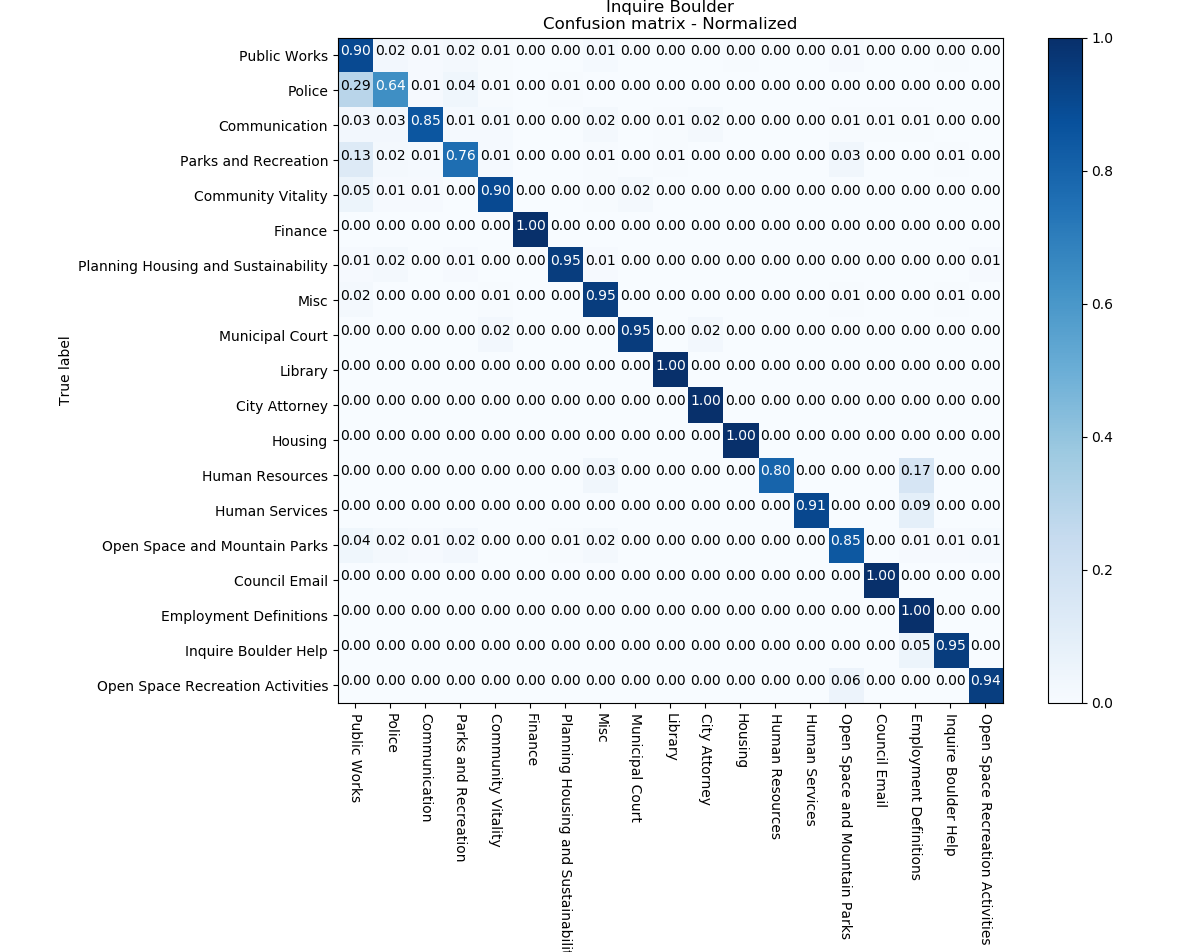 Inquire Boulder
Confusion matrix - Normalized
True label
Public Works 0.90 0.02 0.01 0.02 0.01 0.00 0.00 0.01 0.00 0.00 0.00 0.00 0.00 0.00 0.01 0.00 0.00 0.00 0.00
Police 0.29 0.64 0.01 0.04 0.01 0.00 0.01 0.00 0.00 0.00 0.00 0.00 0.00 0.00 0.00 0.00 0.00 0.00 0.00
Communication 0.03 0.03 0.85 0.01 0.01 0.00 0.00 0.02 0.00 0.01 0.02 0.00 0.00 0.00 0.01 0.01 0.01 0.00 0.00
Parks and Recreation 0.13 0.02 0.01 0.76 0.01 0.00 0.00 0.01 0.00 0.01 0.00 0.00 0.00 0.00 0.03 0.00 0.00 0.01 0.00
Community Vitality 0.05 0.01 0.01 0.00 0.90 0.00 0.00 0.00 0.02 0.00 0.00 0.00 0.00 0.00 0.00 0.00 0.00 0.00 0.00
Finance 0.00 0.00 0.00 0.00 0.00 1.00 0.00 0.00 0.00 0.00 0.00 0.00 0.00 0.00 0.00 0.00 0.00 0.00 0.00
Planning Housing and Sustainability 0.01 0.02 0.00 0.01 0.00 0.00 0.95 0.01 0.00 0.00 0.00 0.00 0.00 0.00 0.00 0.00 0.00 0.00 0.01
Misc 0.02 0.00 0.00 0.00 0.01 0.00 0.00 0.95 0.00 0.00 0.00 0.00 0.00 0.00 0.01 0.00 0.00 0.01 0.00
Municipal Court 0.00 0.00 0.00 0.00 0.02 0.00 0.00 0.00 0.95 0.00 0.02 0.00 0.00 0.00 0.00 0.00 0.00 0.00 0.00
Library 0.00 0.00 0.00 0.00 0.00 0.00 0.00 0.00 0.00 1.00 0.00 0.00 0.00 0.00 0.00 0.00 0.00 0.00 0.00
City Attorney 0.00 0.00 0.00 0.00 0.00 0.00 0.00 0.00 0.00 0.00 1.00 0.00 0.00 0.00 0.00 0.00 0.00 0.00 0.00
Housing 0.00 0.00 0.00 0.00 0.00 0.00 0.00 0.00 0.00 0.00 0.00 1.00 0.00 0.00 0.00 0.00 0.00 0.00 0.00
Human Resources 0.00 0.00 0.00 0.00 0.00 0.00 0.00 0.03 0.00 0.00 0.00 0.00 0.80 0.00 0.00 0.00 0.17 0.00 0.00
Human Services 0.00 0.00 0.00 0.00 0.00 0.00 0.00 0.00 0.00 0.00 0.00 0.00 0.00 0.91 0.00 0.00 0.09 0.00 0.00
Open Space and Mountain Parks 0.04 0.02 0.01 0.02 0.00 0.00 0.01 0.02 0.00 0.00 0.00 0.00 0.00 0.00 0.85 0.00 0.01 0.01 0.01
Council Email 0.00 0.00 0.00 0.00 0.00 0.00 0.00 0.00 0.00 0.00 0.00 0.00 0.00 0.00 0.00 1.00 0.00 0.00 0.00
Employment Definitions 0.00 0.00 0.00 0.00 0.00 0.00 0.00 0.00 0.00 0.00 0.00 0.00 0.00 0.00 0.00 0.00 1.00 0.00 0.00
Inquire Boulder Help 0.00 0.00 0.00 0.00 0.00 0.00 0.00 0.00 0.00 0.00 0.00 0.00 0.00 0.00 0.00 0.00 0.05 0.95 0.00
Open Space Recreation Activities 0.00 0.00 0.00 0.00 0.00 0.00 0.00 0.00 0.00 0.00 0.00 0.00 0.00 0.00 0.06 0.00 0.00 0.00 0.94
Public Works
Police
Communication
Parks and Recreation
Community Vitality
Finance
Planning Housing and Sustainabili
Misc
Municipal Court
Library
City Attorney
Housing
Human Resources
Human Services
Open Space and Mountain Parks
Council Email
Employment Definitions
Inquire Boulder Help
Open Space Recreation Activities
1.0
0.8
0.6
0.4
0.2
0.0